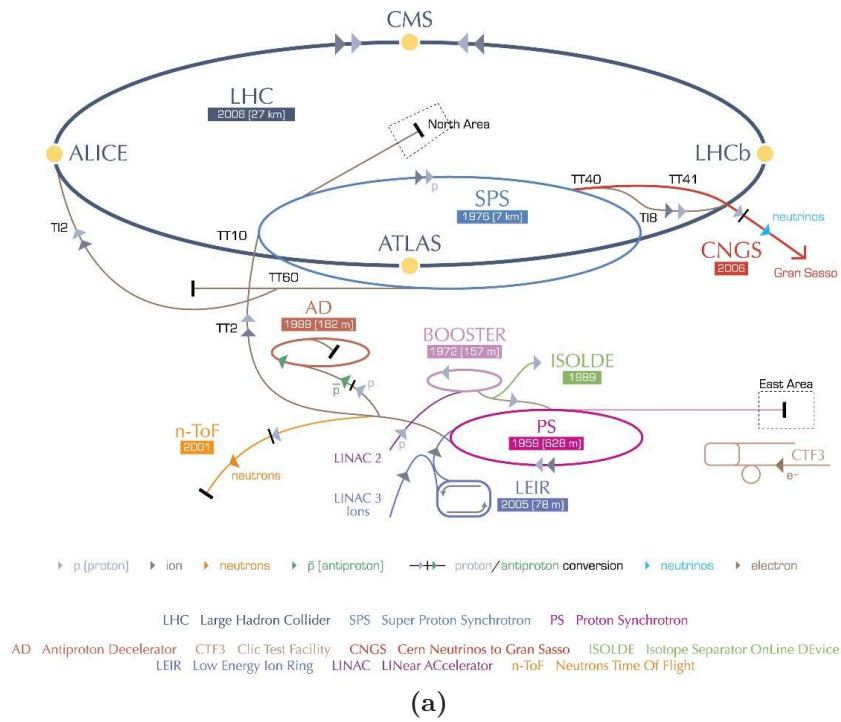 CMS
LHC
2008 (27 km)
North Area
ALICE
LHCb
TT40
TT41
SPS
1976 (7 km)
p
TI8
neutrinos
TI2
TT10
ATLAS
CNGS
2006
Gran Sasso
TT60
AD
1999 (182 m)
TT2
BOOSTER
1972 (157 m)
ISOLDE
1989
p̅
p
East Area
n-ToF
2001
PS
1959 (628 m)
LINAC 2
p
neutrons
CTF3
e-
LINAC 3
Ions
LEIR
2005 (78 m)
p (proton) ion neutrons p̅ (antiproton) proton/antiproton conversion neutrinos electron
LHC Large Hadron Collider SPS Super Proton Synchrotron PS Proton Synchrotron
AD Antiproton Decelerator CTF3 Clic Test Facility CNGS Cern Neutrinos to Gran Sasso ISOLDE Isotope Separator OnLine DEvice
LEIR Low Energy Ion Ring LINAC LINear ACcelerator n-ToF Neutrons Time Of Flight
(a)